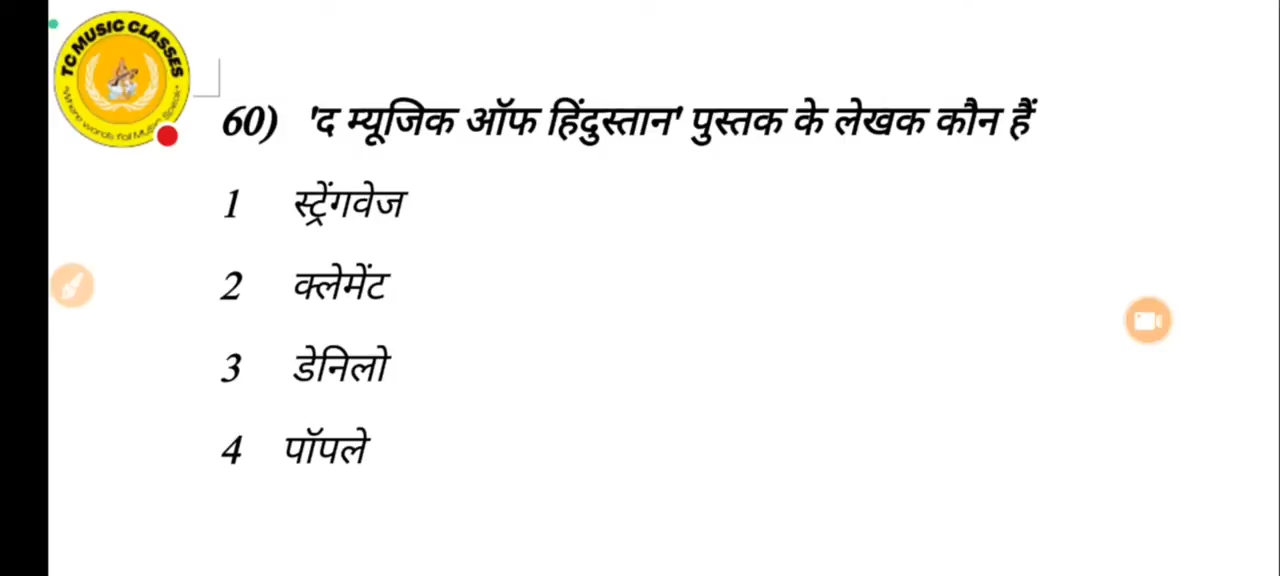 TC MUSIC CLASSES
60) 'द म्यूजिक ऑफ हिंदुस्तान' पुस्तक के लेखक कौन हैं
1 स्ट्रेंगवेज
2 क्लेमेंट
3 डेनिलो
4 पॉपले